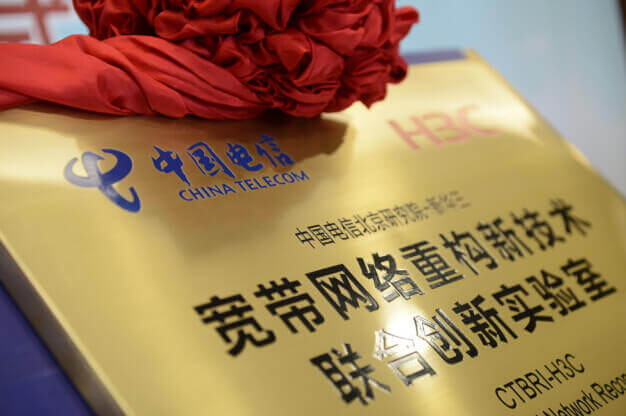 中国电信
CHINA TELECOM
H3C
中国电信北京研究院-新华三
宽带网络重构新技术
联合创新实验室
CTBRI-H3C
Network